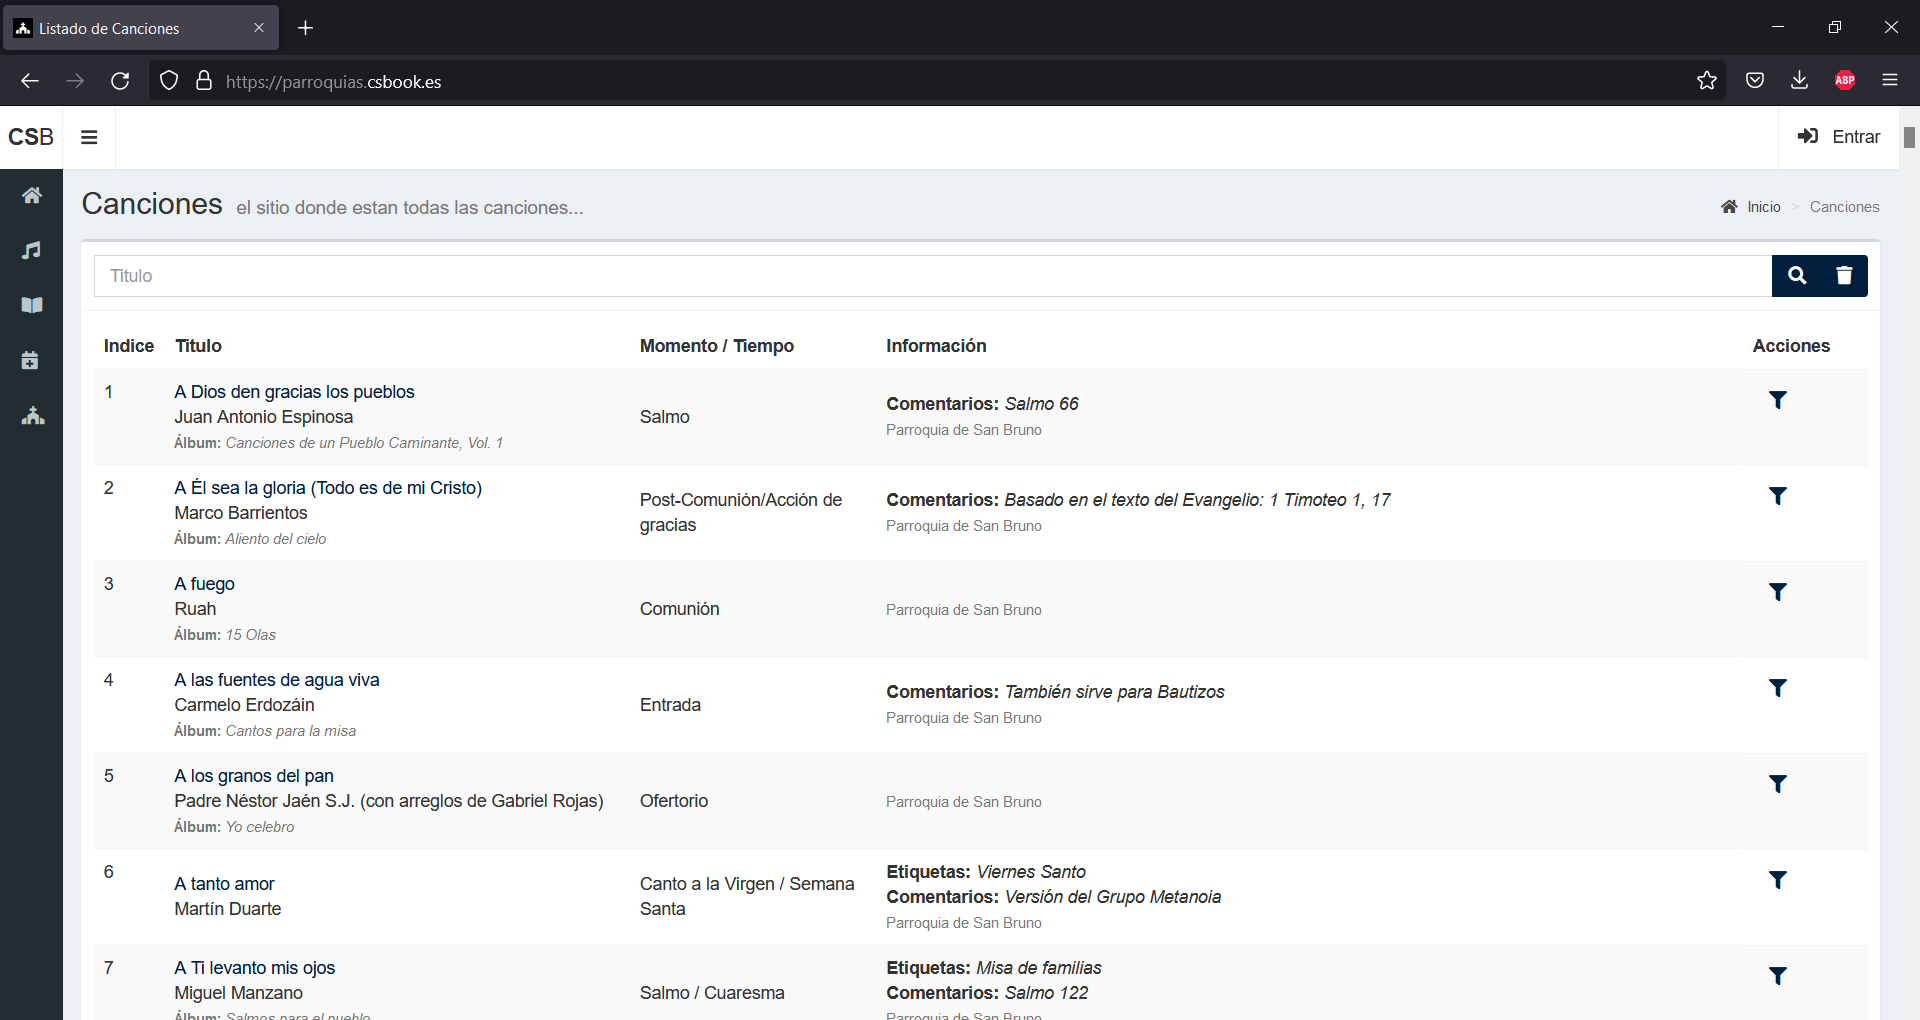 Listado de Canciones
https://parroquias.csbook.es
ABP
CSB
Entrar
Canciones el sitio donde estan todas las canciones...
Inicio > Canciones
Titulo
Indice Titulo Momento / Tiempo Información Acciones
1
A Dios den gracias los pueblos
Juan Antonio Espinosa
Álbum: Canciones de un Pueblo Caminante, Vol. 1
Salmo
Comentarios: Salmo 66
Parroquia de San Bruno
2
A Él sea la gloria (Todo es de mi Cristo)
Marco Barrientos
Álbum: Aliento del cielo
Post-Comunión/Acción de
gracias
Comentarios: Basado en el texto del Evangelio: 1 Timoteo 1, 17
Parroquia de San Bruno
3
A fuego
Ruah
Álbum: 15 Olas
Comunión
Parroquia de San Bruno
4
A las fuentes de agua viva
Carmelo Erdozáin
Álbum: Cantos para la misa
Entrada
Comentarios: También sirve para Bautizos
Parroquia de San Bruno
5
A los granos del pan
Padre Néstor Jaén S.J. (con arreglos de Gabriel Rojas)
Álbum: Yo celebro
Ofertorio
Parroquia de San Bruno
6
A tanto amor
Martín Duarte
Canto a la Virgen / Semana
Santa
Etiquetas: Viernes Santo
Comentarios: Versión del Grupo Metanoia
Parroquia de San Bruno
7
A Ti levanto mis ojos
Miguel Manzano
Álbum: Salmos para el pueblo
Salmo / Cuaresma
Etiquetas: Misa de familias
Comentarios: Salmo 122
Parroquia de San Bruno